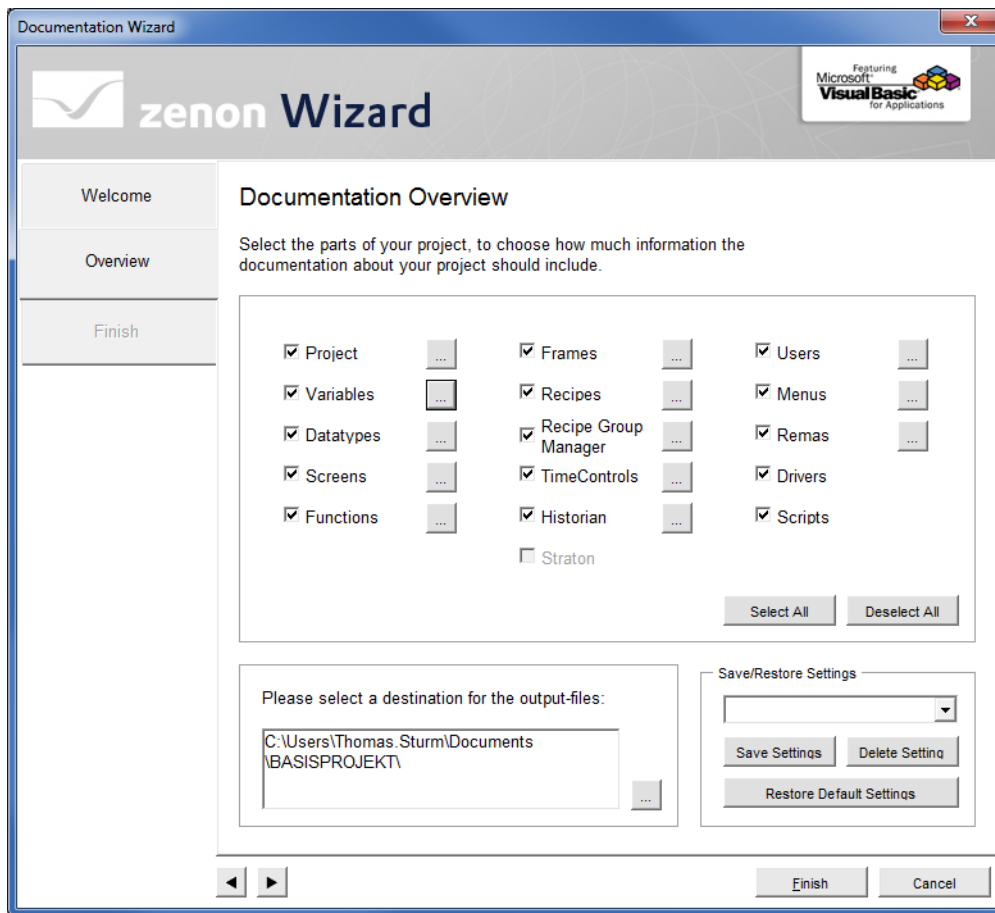 Documentation Wizard
X
zenon Wizard
Featuring
Microsoft®
Visual Basic®
for Applications
Welcome
Overview
Finish
Documentation Overview
Select the parts of your project, to choose how much information the
documentation about your project should include.
Project ... Frames ... Users ...
Variables ... Recipes ... Menus ...
Datatypes ... Recipe Group
Manager ... Remas ...
Screens ... TimeControls ... Drivers
Functions ... Historian ... Scripts
Straton
Select All Deselect All
Please select a destination for the output-files:
C:\Users\Thomas.Sturm\Documents
\BASISPROJEKT\
...
Save/Restore Settings
Save Settings Delete Setting
Restore Default Settings
Finish Cancel